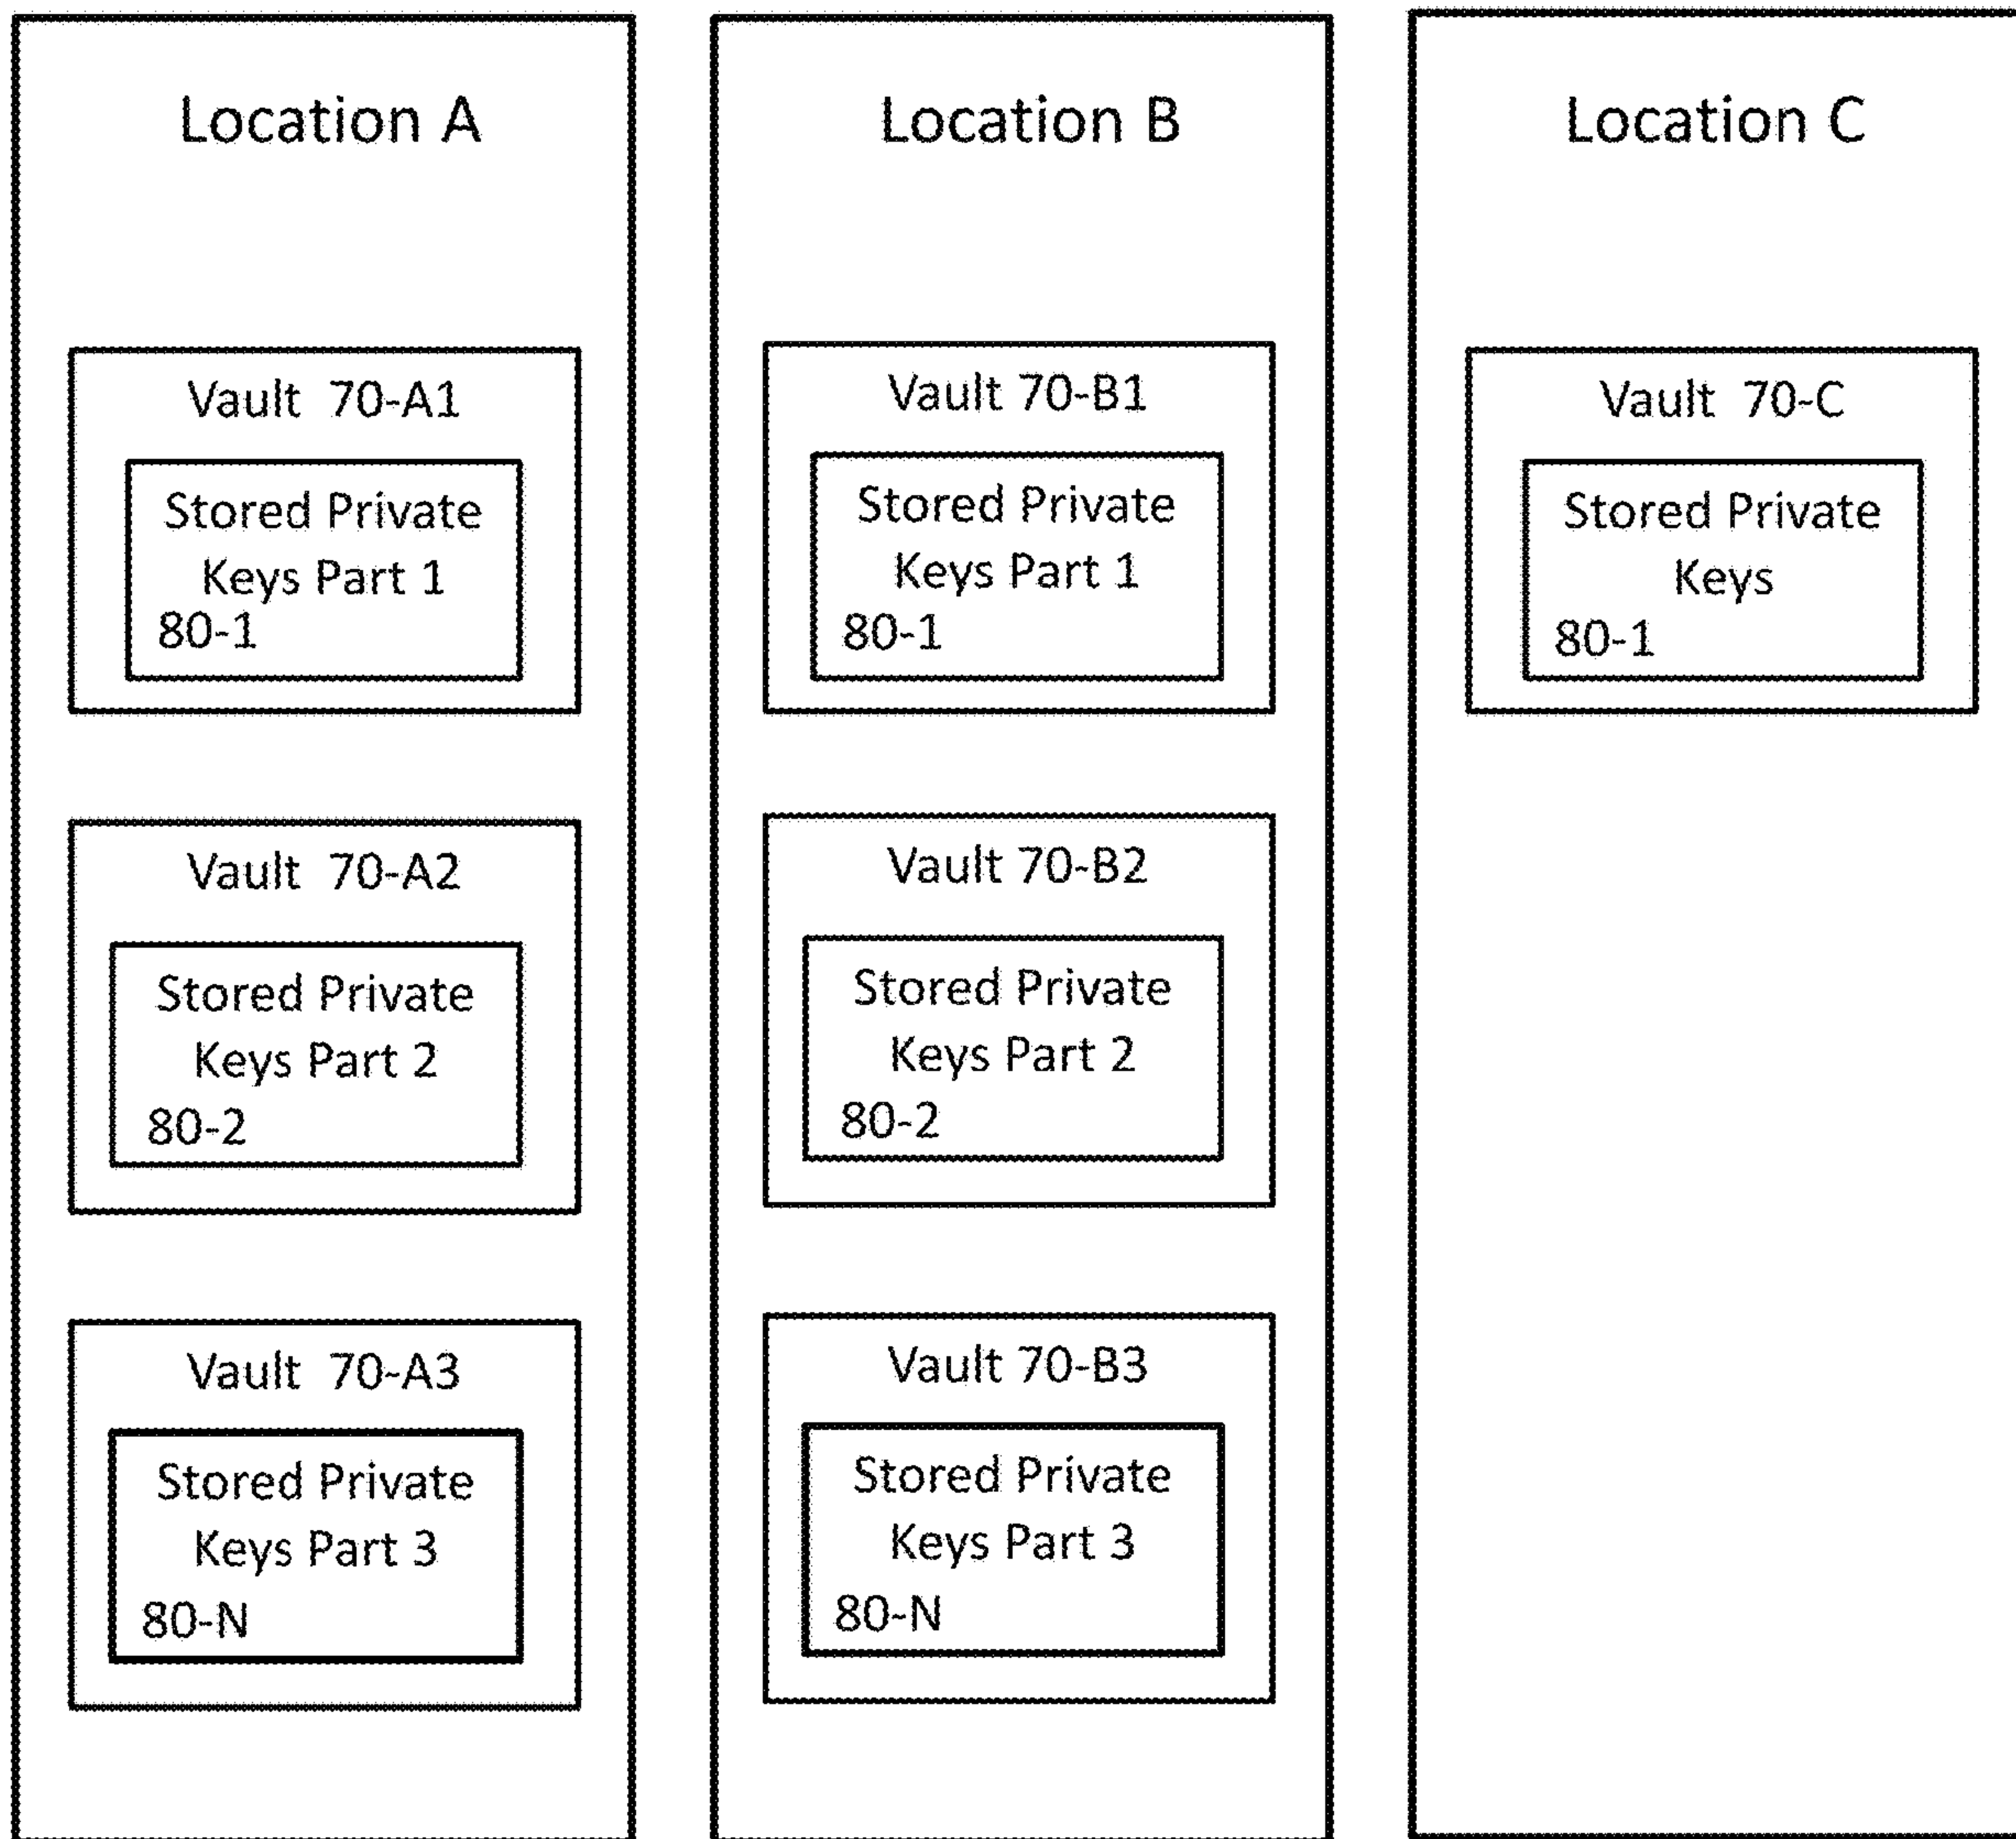 Location A
Vault 70-A1
Stored Private
Keys Part 1
80-1
Vault 70-A2
Stored Private
Keys Part 2
80-2
Vault 70-A3
Stored Private
Keys Part 3
80-N
Location B
Vault 70-B1
Stored Private
Keys Part 1
80-1
Vault 70-B2
Stored Private
Keys Part 2
80-2
Vault 70-B3
Stored Private
Keys Part 3
80-N
Location C
Vault 70-C
Stored Private
Keys
80-1